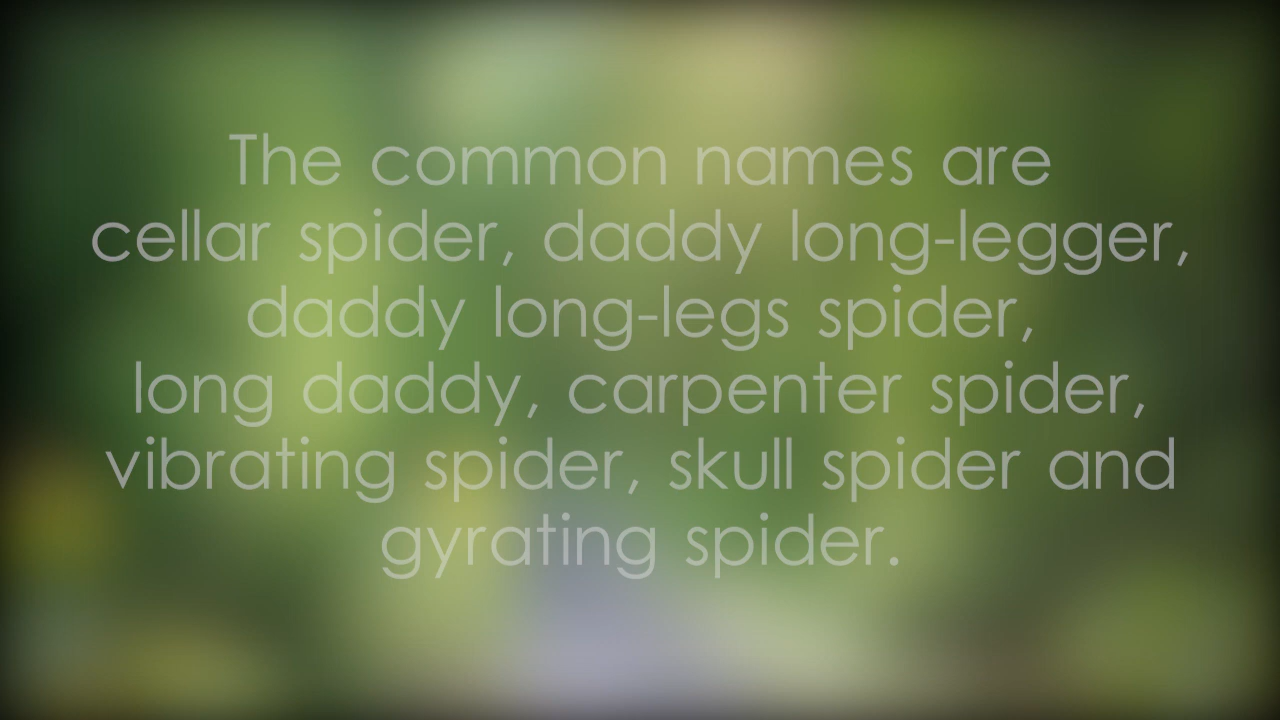 The common names are
cellar spider, daddy long-legger,
daddy long-legs spider,
long daddy, carpenter spider,
vibrating spider, skull spider and
gyrating spider.